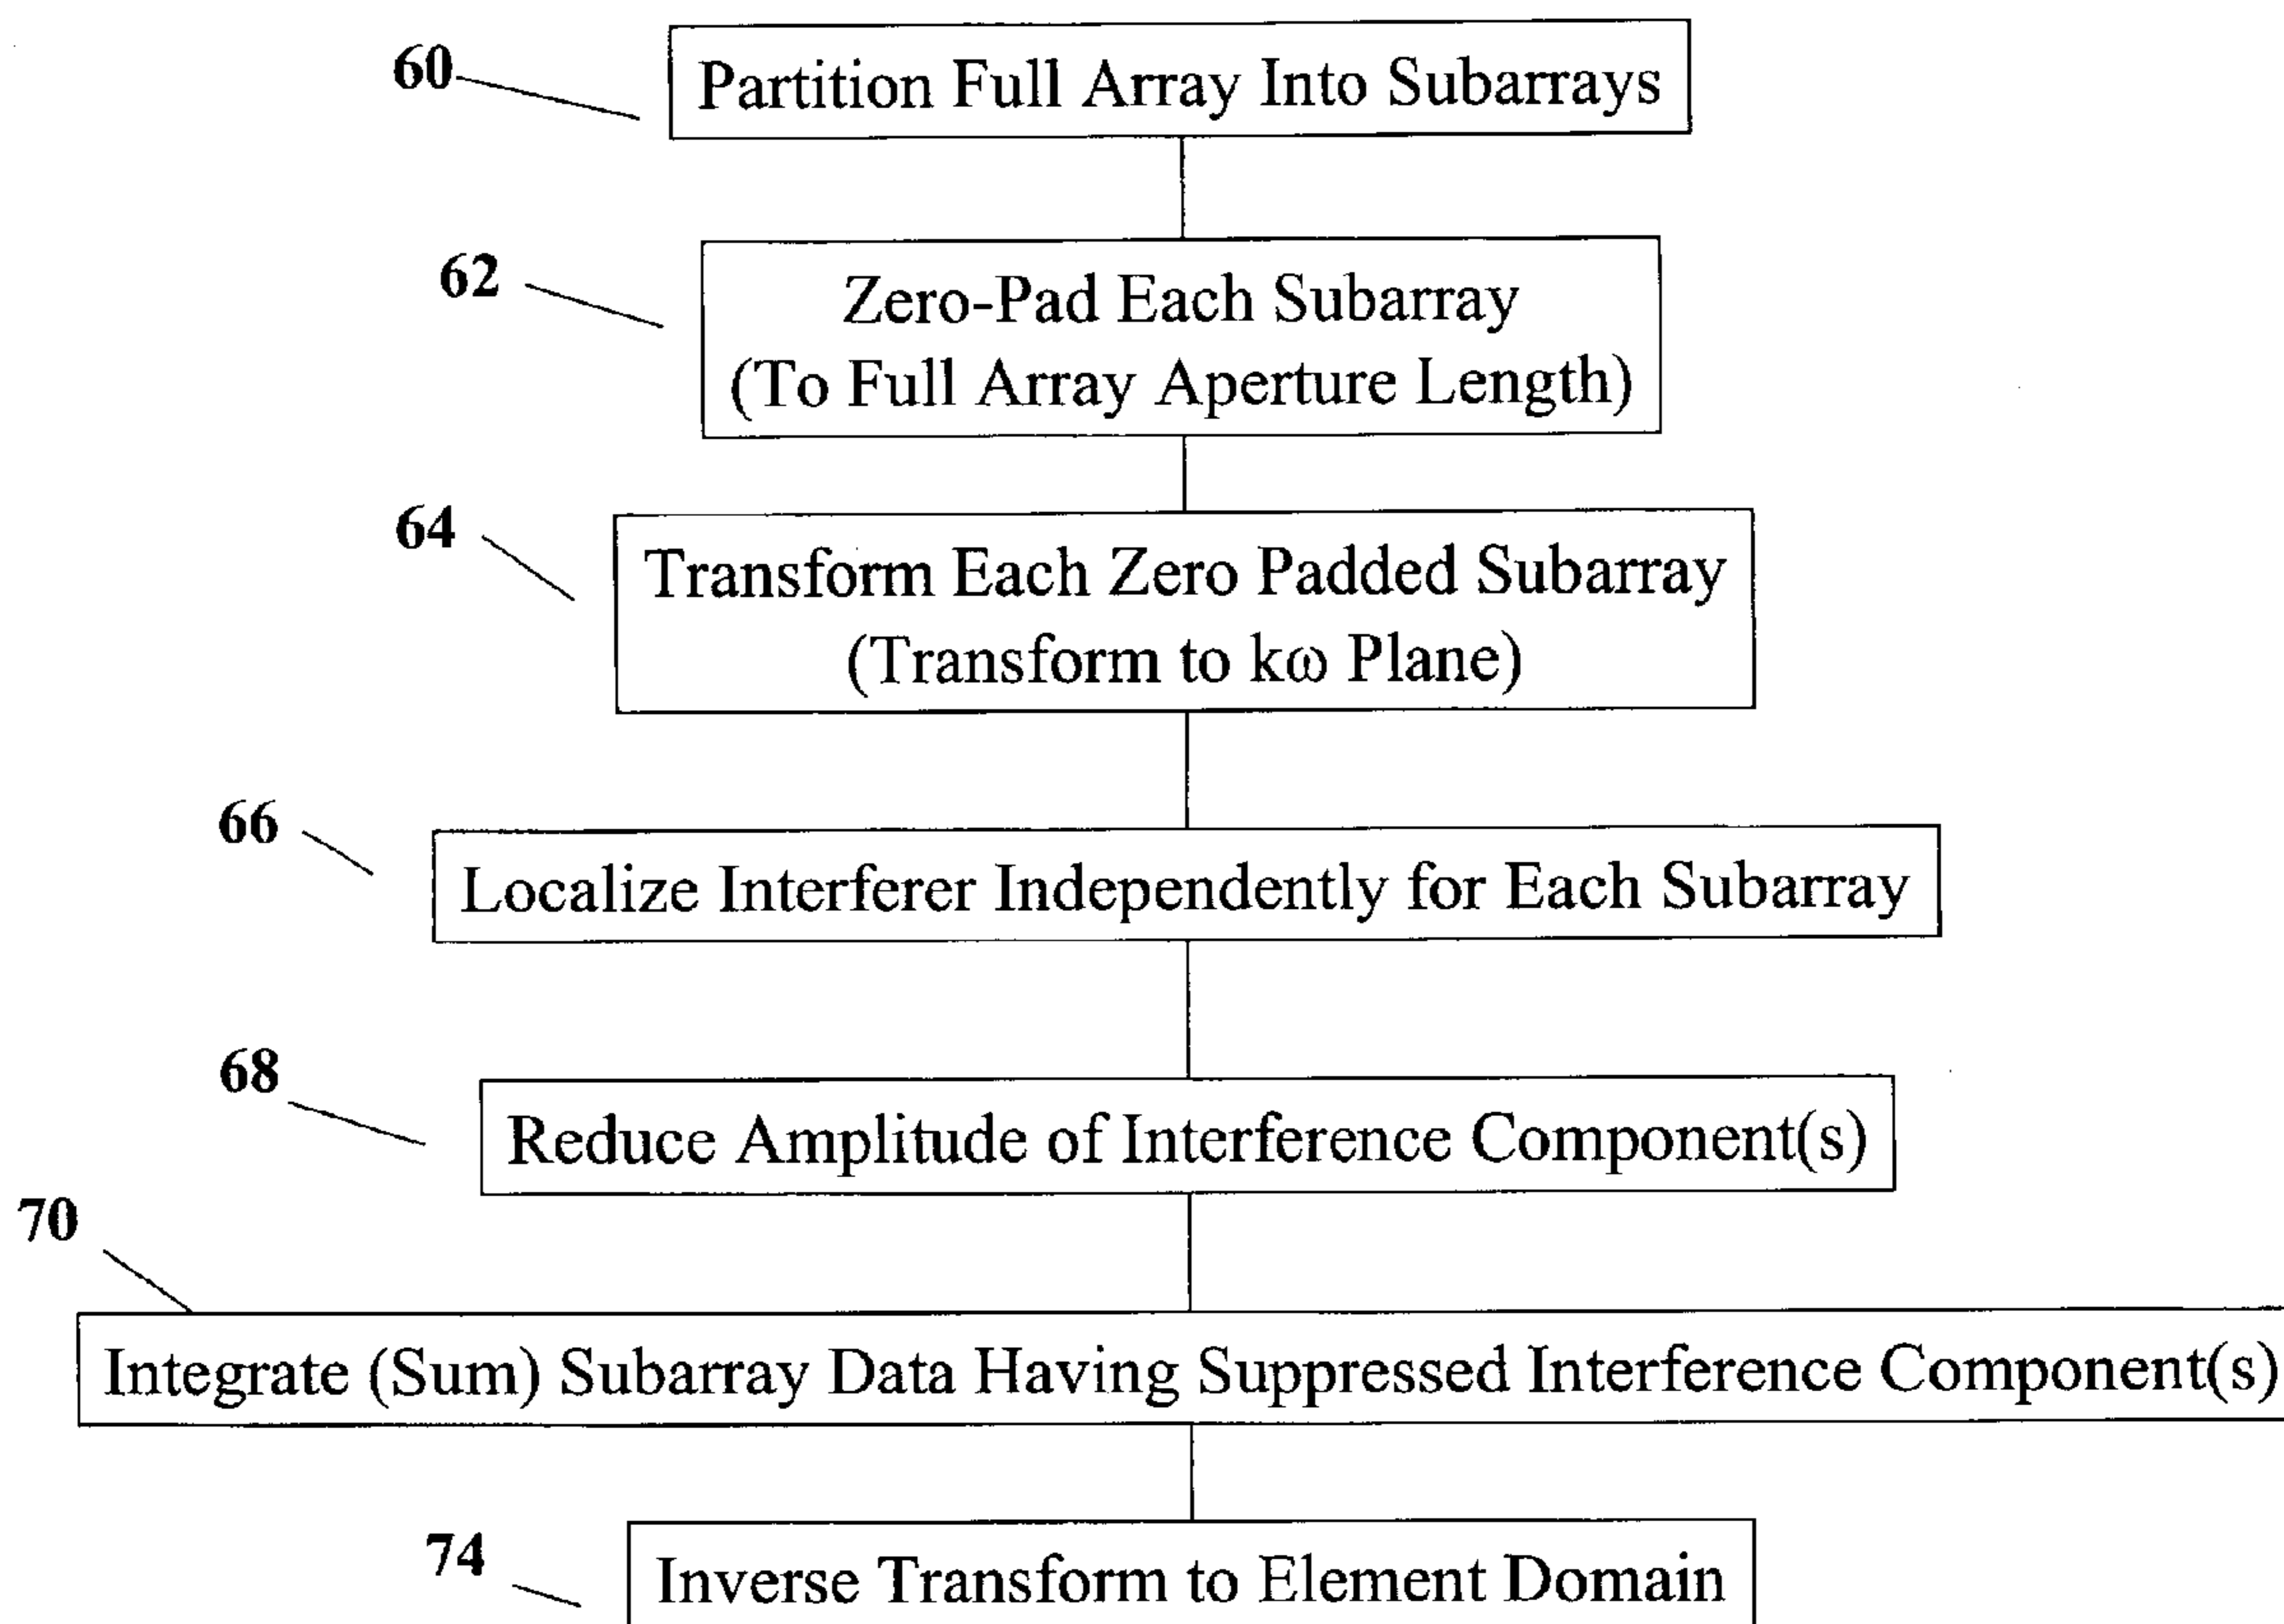 60
Partition Full Array Into Subarrays
62
Zero-Pad Each Subarray
(To Full Array Aperture Length)
64
Transform Each Zero Padded Subarray
(Transform to kω Plane)
66
Localize Interferer Independently for Each Subarray
68
Reduce Amplitude of Interference Component(s)
70
Integrate (Sum) Subarray Data Having Suppressed Interference Component(s)
74
Inverse Transform to Element Domain